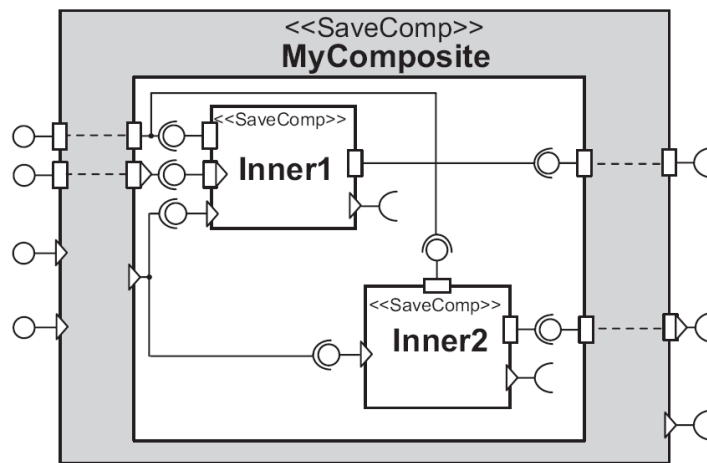 <<SaveComp>>
MyComposite
<<SaveComp>>
Inner1
<<SaveComp>>
Inner2